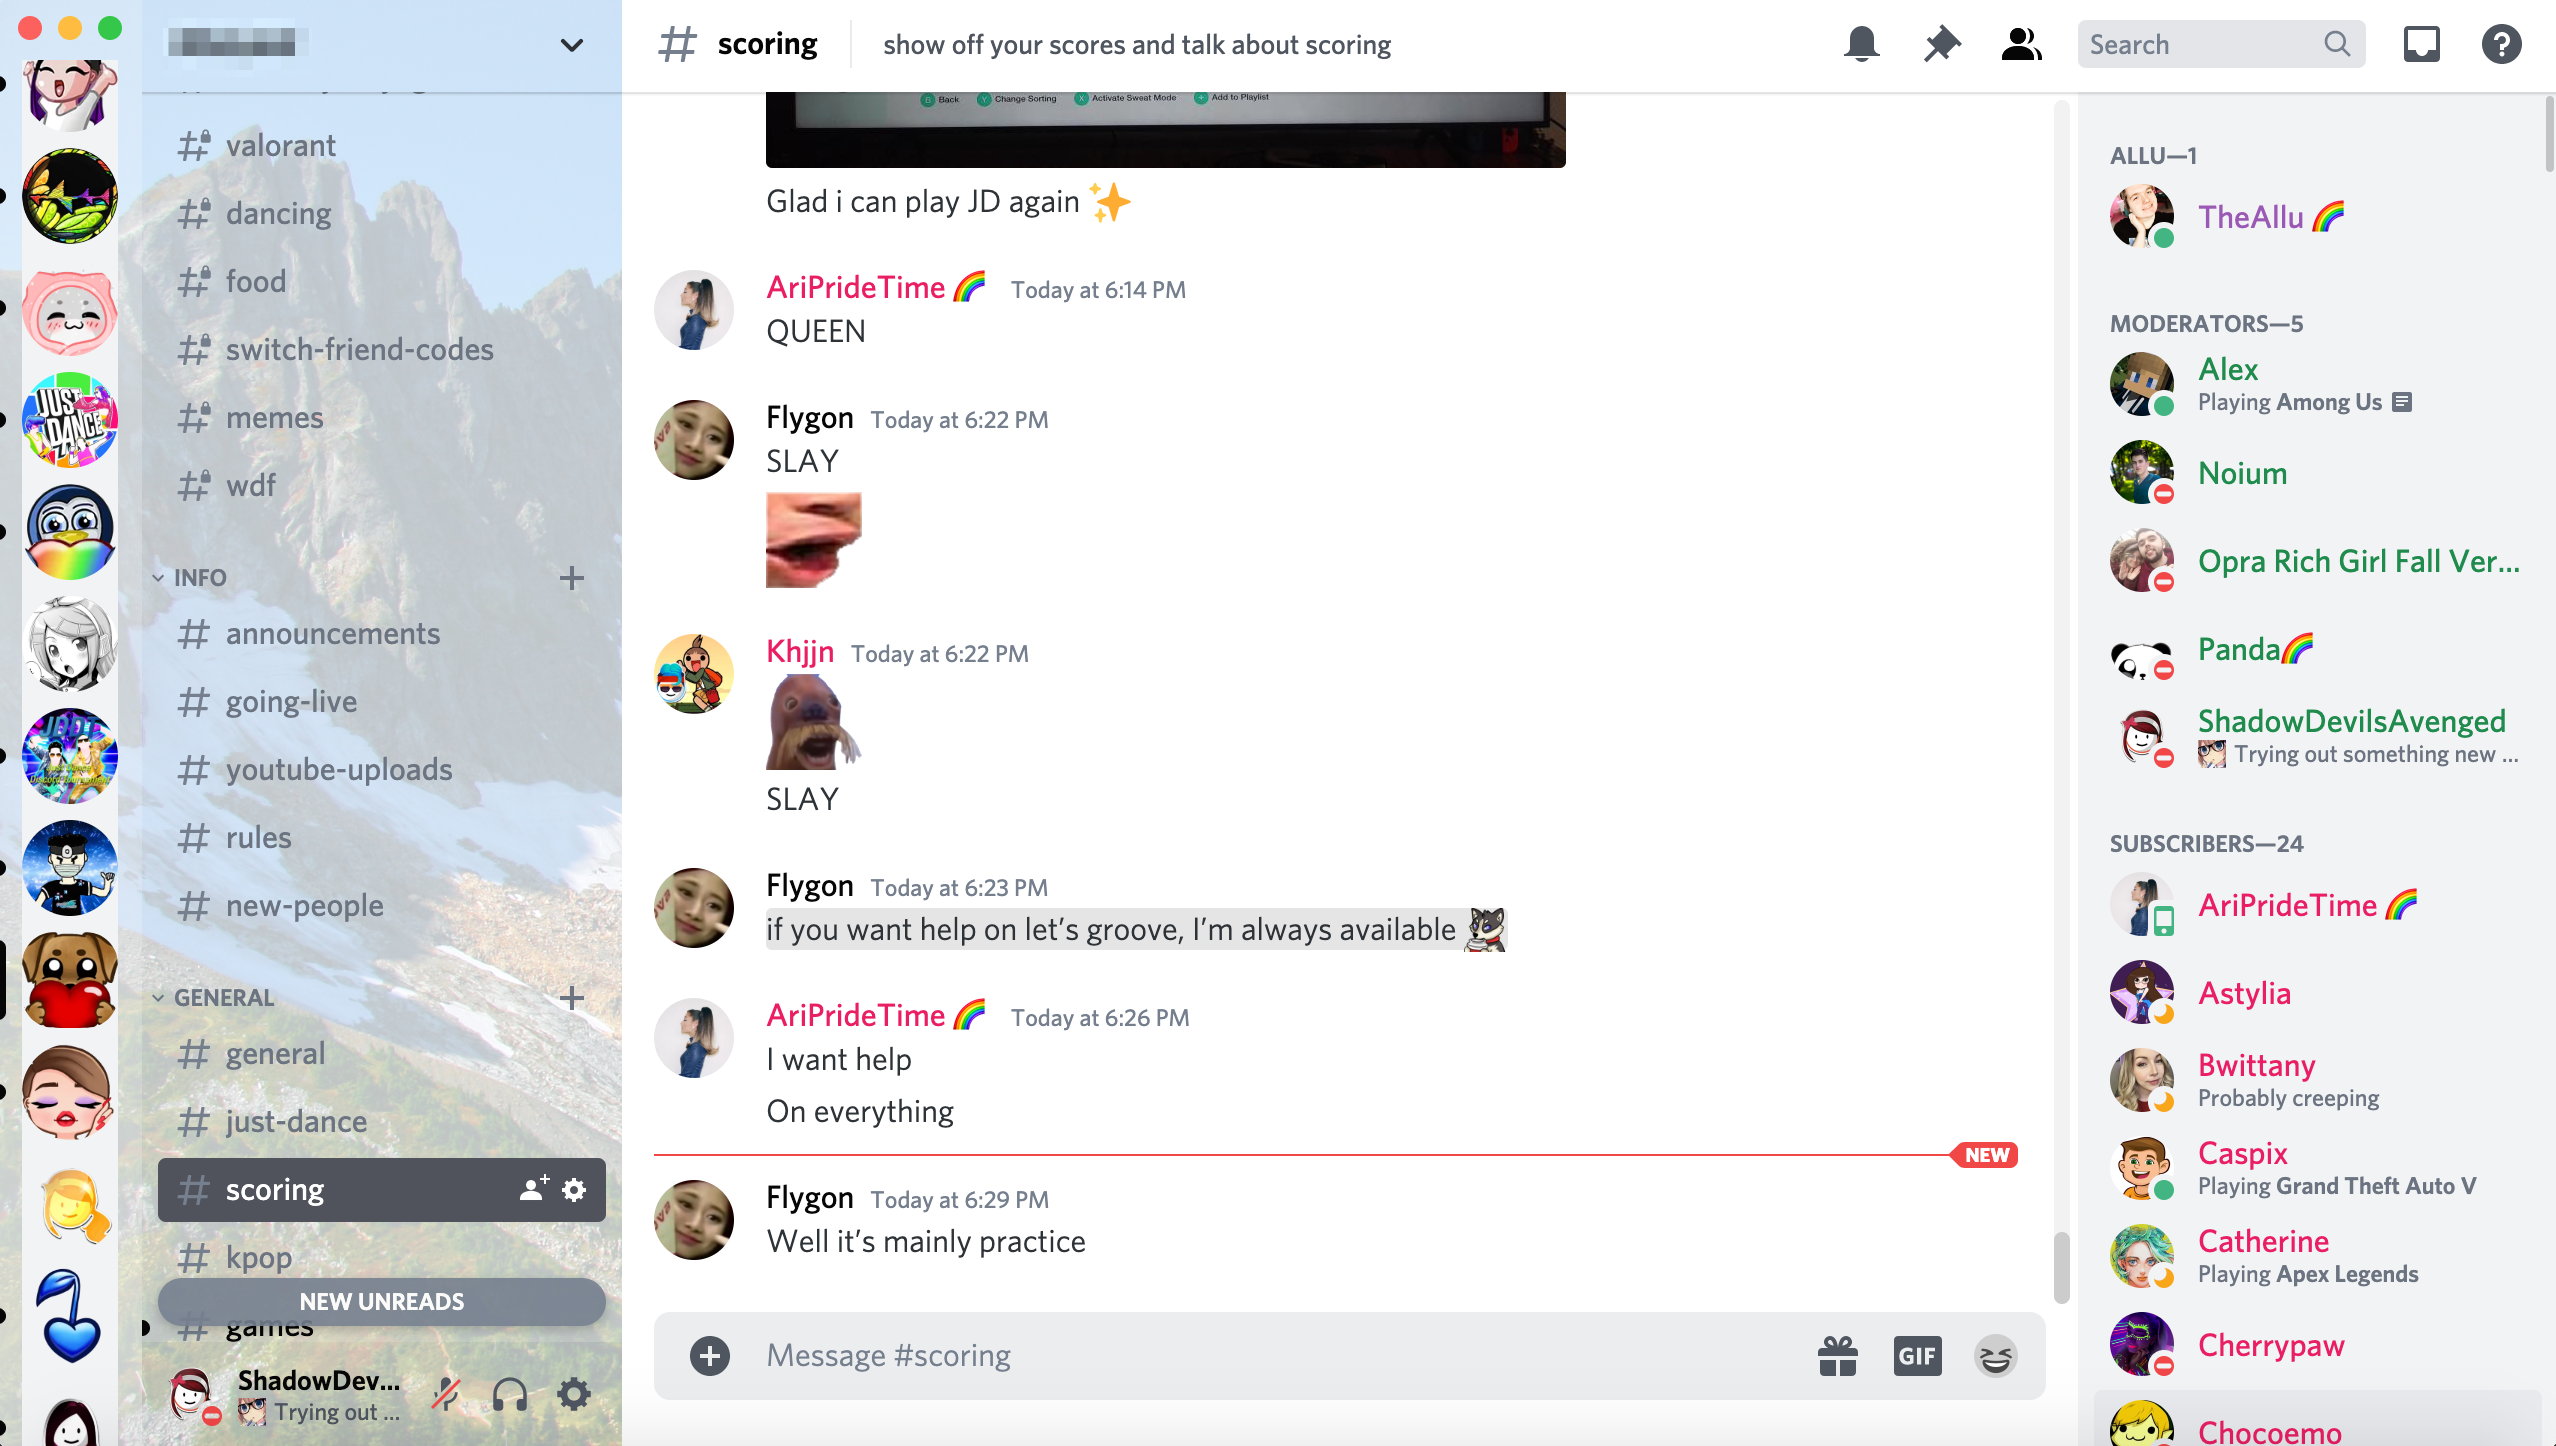 valorant
dancing
food
switch-friend-codes
memes
wdf
INFO
announcements
going-live
youtube-uploads
rules
new-people
GENERAL
general
just-dance
scoring
kpop
NEW UNREADS
games
ShadowDev...
Trying out ...
JUST DANCE
scoring
show off your scores and talk about scoring
Search
Back Change Sorting Activate Sweat Mode Add to Playlist
Glad i can play JD again
AriPrideTime Today at 6:14 PM
QUEEN
Flygon Today at 6:22 PM
SLAY
Khjjn Today at 6:22 PM
SLAY
Flygon Today at 6:23 PM
if you want help on let’s groove, I’m always available
AriPrideTime Today at 6:26 PM
I want help
On everything
NEW
Flygon Today at 6:29 PM
Well it’s mainly practice
Message #scoring
GIF
ALLU—1
TheAllu
MODERATORS—5
Alex
Playing Among Us
Noium
Opra Rich Girl Fall Ver...
Panda
ShadowDevilsAvenged
Trying out something new ...
SUBSCRIBERS—24
AriPrideTime
Astylia
Bwittany
Probably creeping
Caspix
Playing Grand Theft Auto V
Catherine
Playing Apex Legends
Cherrypaw
Chocoemo